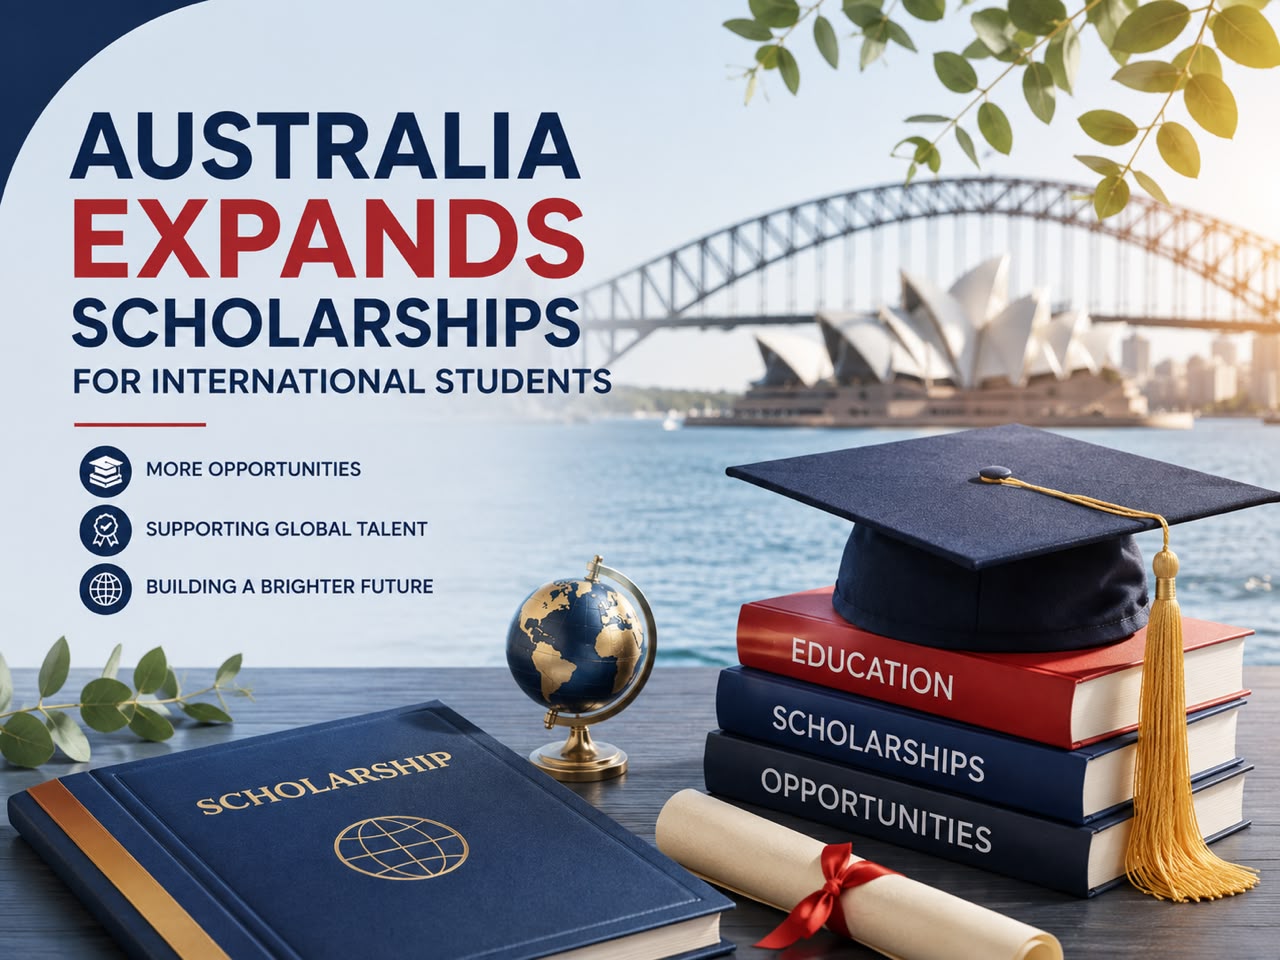 AUSTRALIA
EXPANDS
SCHOLARSHIPS
FOR INTERNATIONAL STUDENTS
MORE OPPORTUNITIES
SUPPORTING GLOBAL TALENT
BUILDING A BRIGHTER FUTURE
EDUCATION
SCHOLARSHIPS
OPPORTUNITIES
SCHOLARSHIP